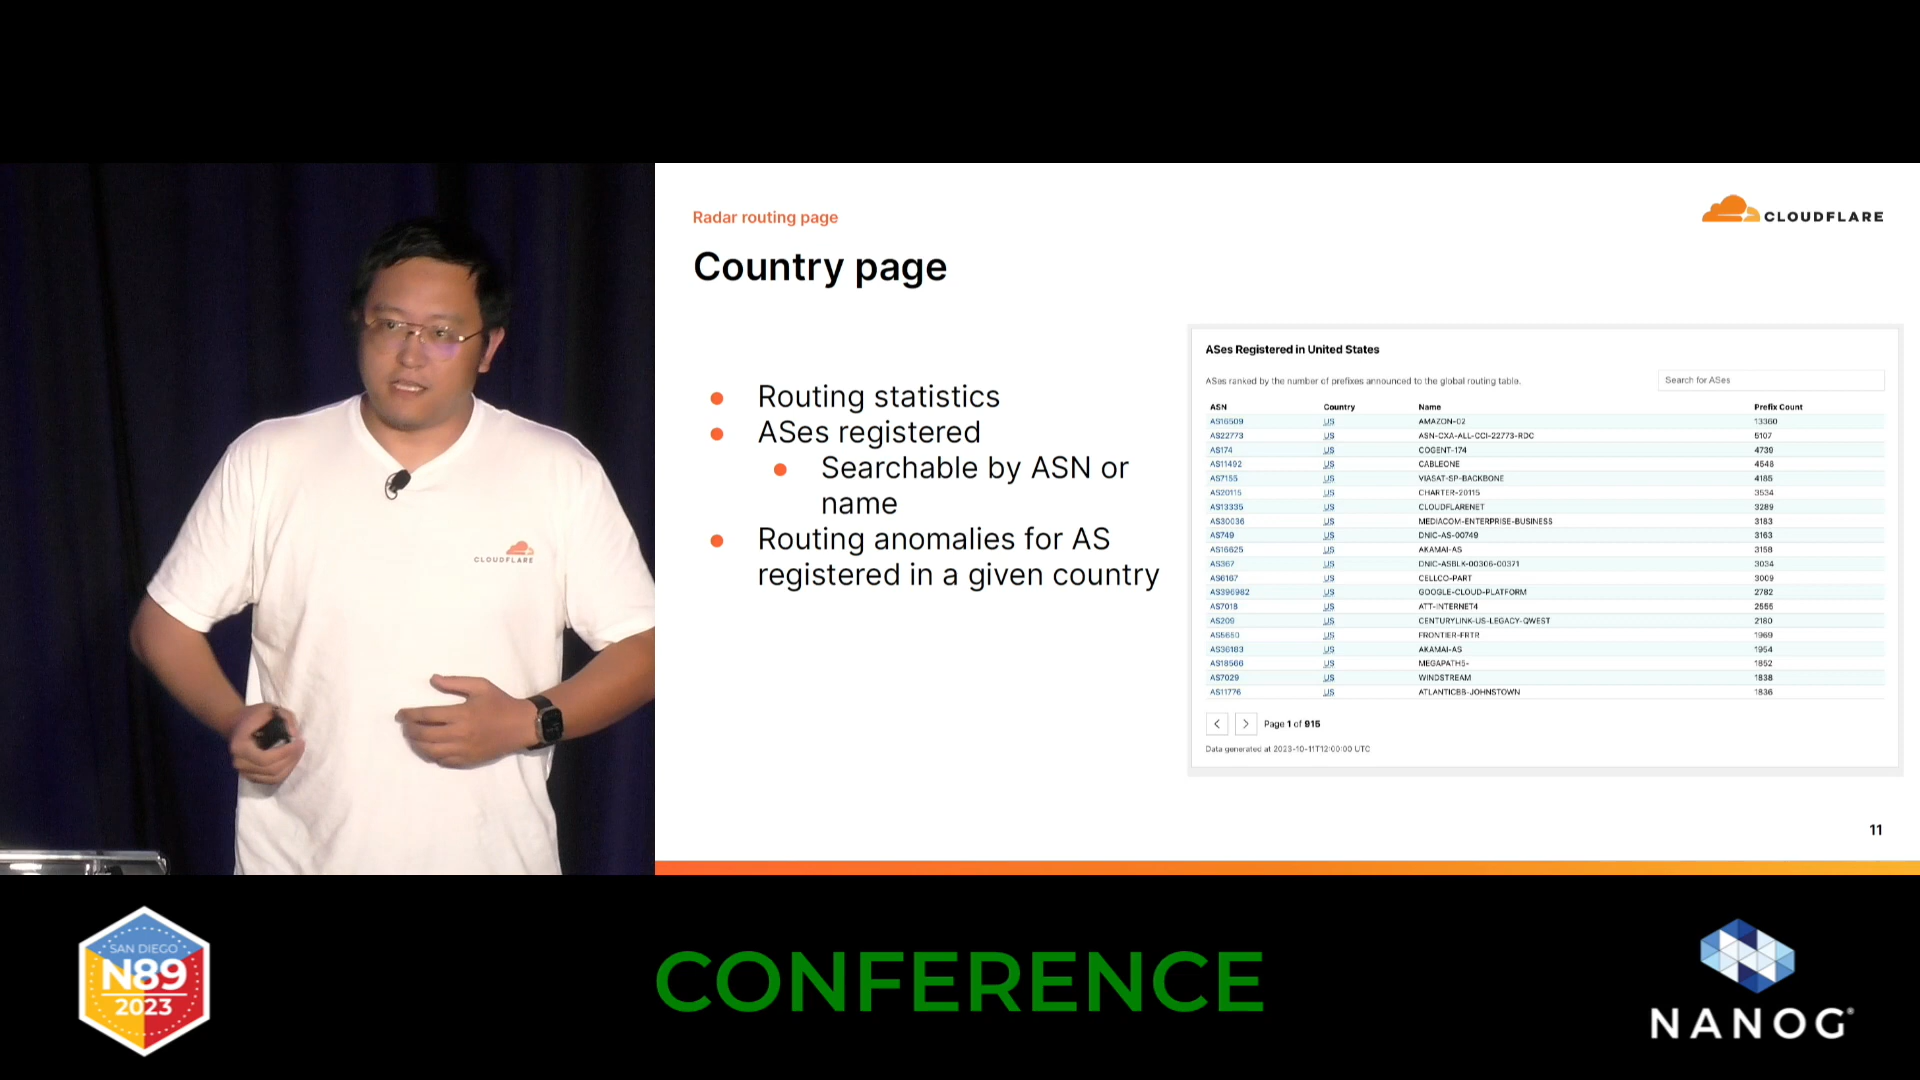 Radar routing page
CLOUDFLARE
Country page
Routing statistics
ASes registered
Searchable by ASN or
name
Routing anomalies for AS
registered in a given country
ASes Registered in United States
ASes ranked by the number of prefixes announced to the global routing table.
Search for ASes
ASN Country Name Prefix Count
AS16509 US AMAZON-02 13360
AS22773 US ASN-CXA-ALL-CCI-22773-RDC 5107
AS174 US COGENT-174 4739
AS11492 US CABLEONE 4548
AS7155 US VIASAT-SP-BACKBONE 4185
AS20115 US CHARTER-20115 3534
AS13335 US CLOUDFLARENET 3289
AS30036 US MEDIACOM-ENTERPRISE-BUSINESS 3183
AS749 US DNIC-AS-00749 3163
AS16625 US AKAMAI-AS 3158
AS367 US DNIC-ASBLK-00306-00371 3034
AS6167 US CELLCO-PART 3009
AS396982 US GOOGLE-CLOUD-PLATFORM 2782
AS7018 US ATT-INTERNET4 2555
AS209 US CENTURYLINK-US-LEGACY-QWEST 2180
AS5650 US FRONTIER-FRTR 1969
AS36183 US AKAMAI-AS 1954
AS18566 US MEGAPATH5- 1852
AS7029 US WINDSTREAM 1838
AS11776 US ATLANTICBB-JOHNSTOWN 1836
< > Page 1 of 915
Data generated at 2023-10-11T12:00:00 UTC
11
CLOUDFLARE
SAN DIEGO
N89
2023
CONFERENCE
NANOG®